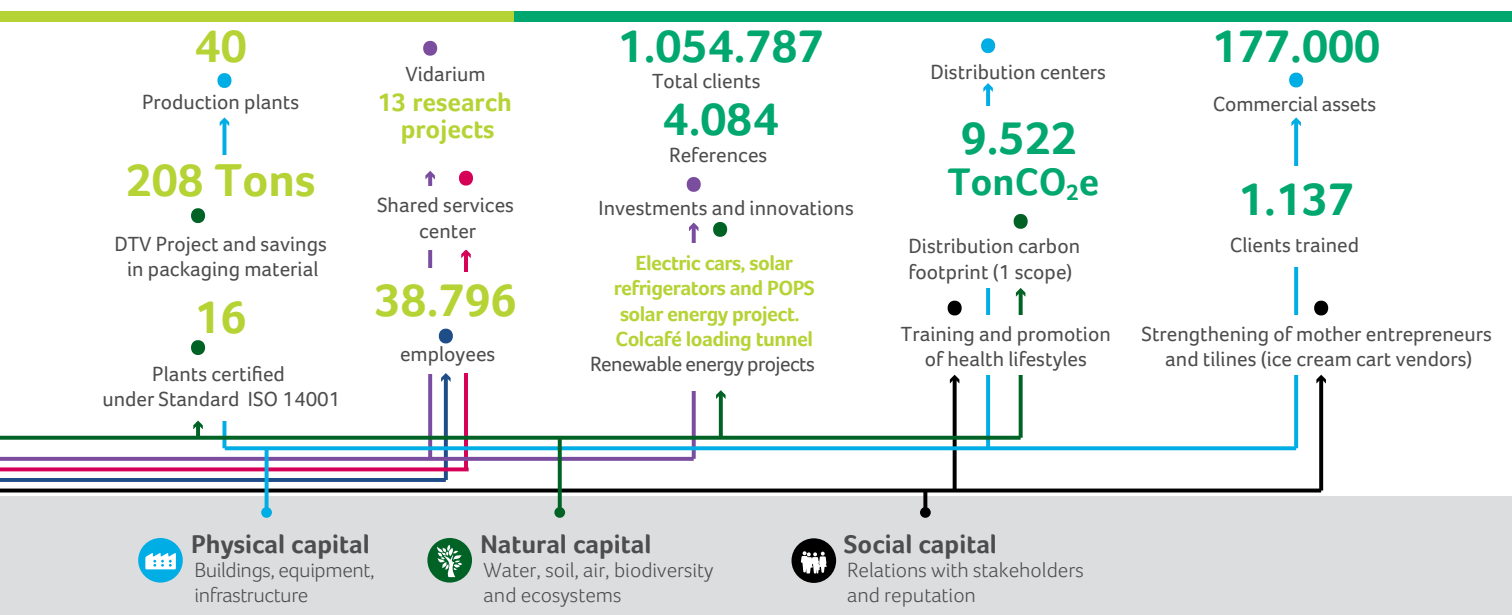 40
Production plants
208 Tons
DTV Project and savings
in packaging material
16
Plants certified
under Standard ISO 14001
Vidarium
13 research
projects
Shared services
center
38.796
employees
1.054.787
Total clients
4.084
References
Investments and innovations
Electric cars, solar
refrigerators and POPS
solar energy project.
Colcafé loading tunnel
Renewable energy projects
Distribution centers
9.522
TonCO₂e
Distribution carbon
footprint (1 scope)
Training and promotion
of health lifestyles
177.000
Commercial assets
1.137
Clients trained
Strengthening of mother entrepreneurs
and tilines (ice cream cart vendors)
Physical capital
Buildings, equipment,
infrastructure
Natural capital
Water, soil, air, biodiversity
and ecosystems
Social capital
Relations with stakeholders
and reputation